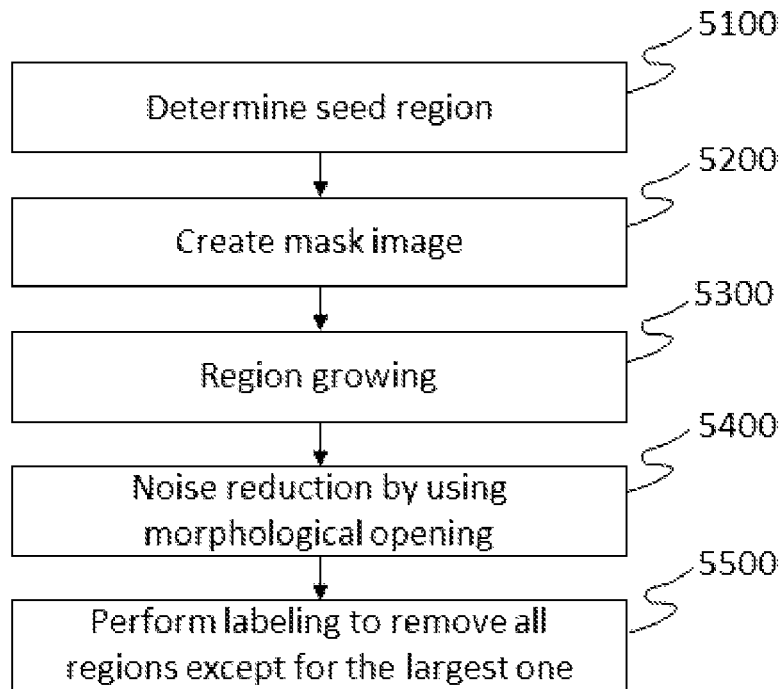 5100
Determine seed region
5200
Create mask image
5300
Region growing
5400
Noise reduction by using
morphological opening
5500
Perform labeling to remove all
regions except for the largest one